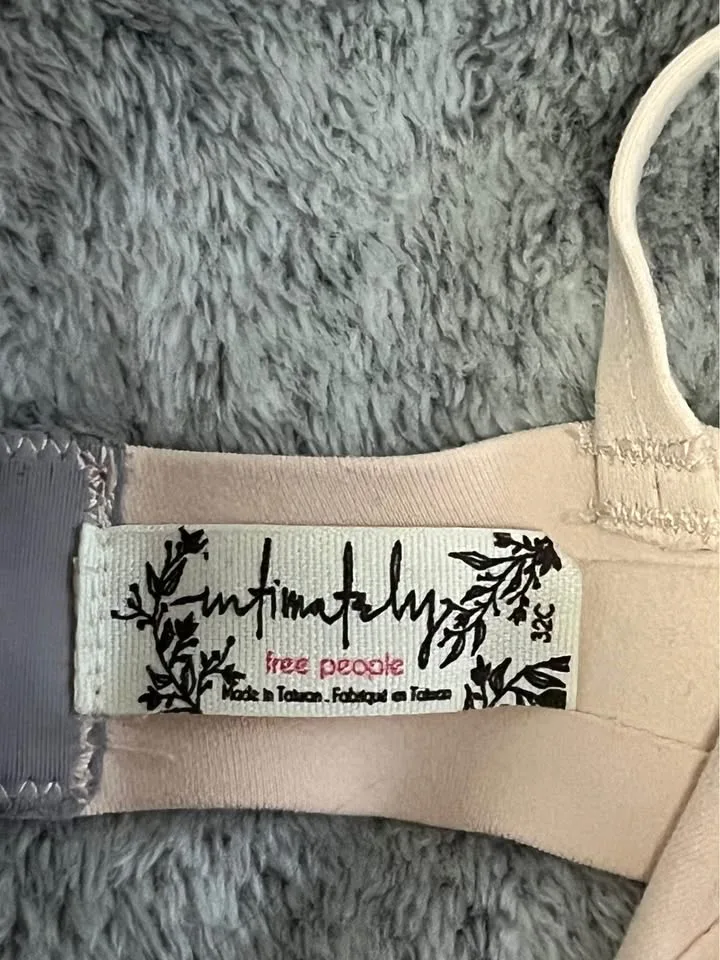 intimately
free people
Made in Taiwan . Fabriqué en Taiwan
32C